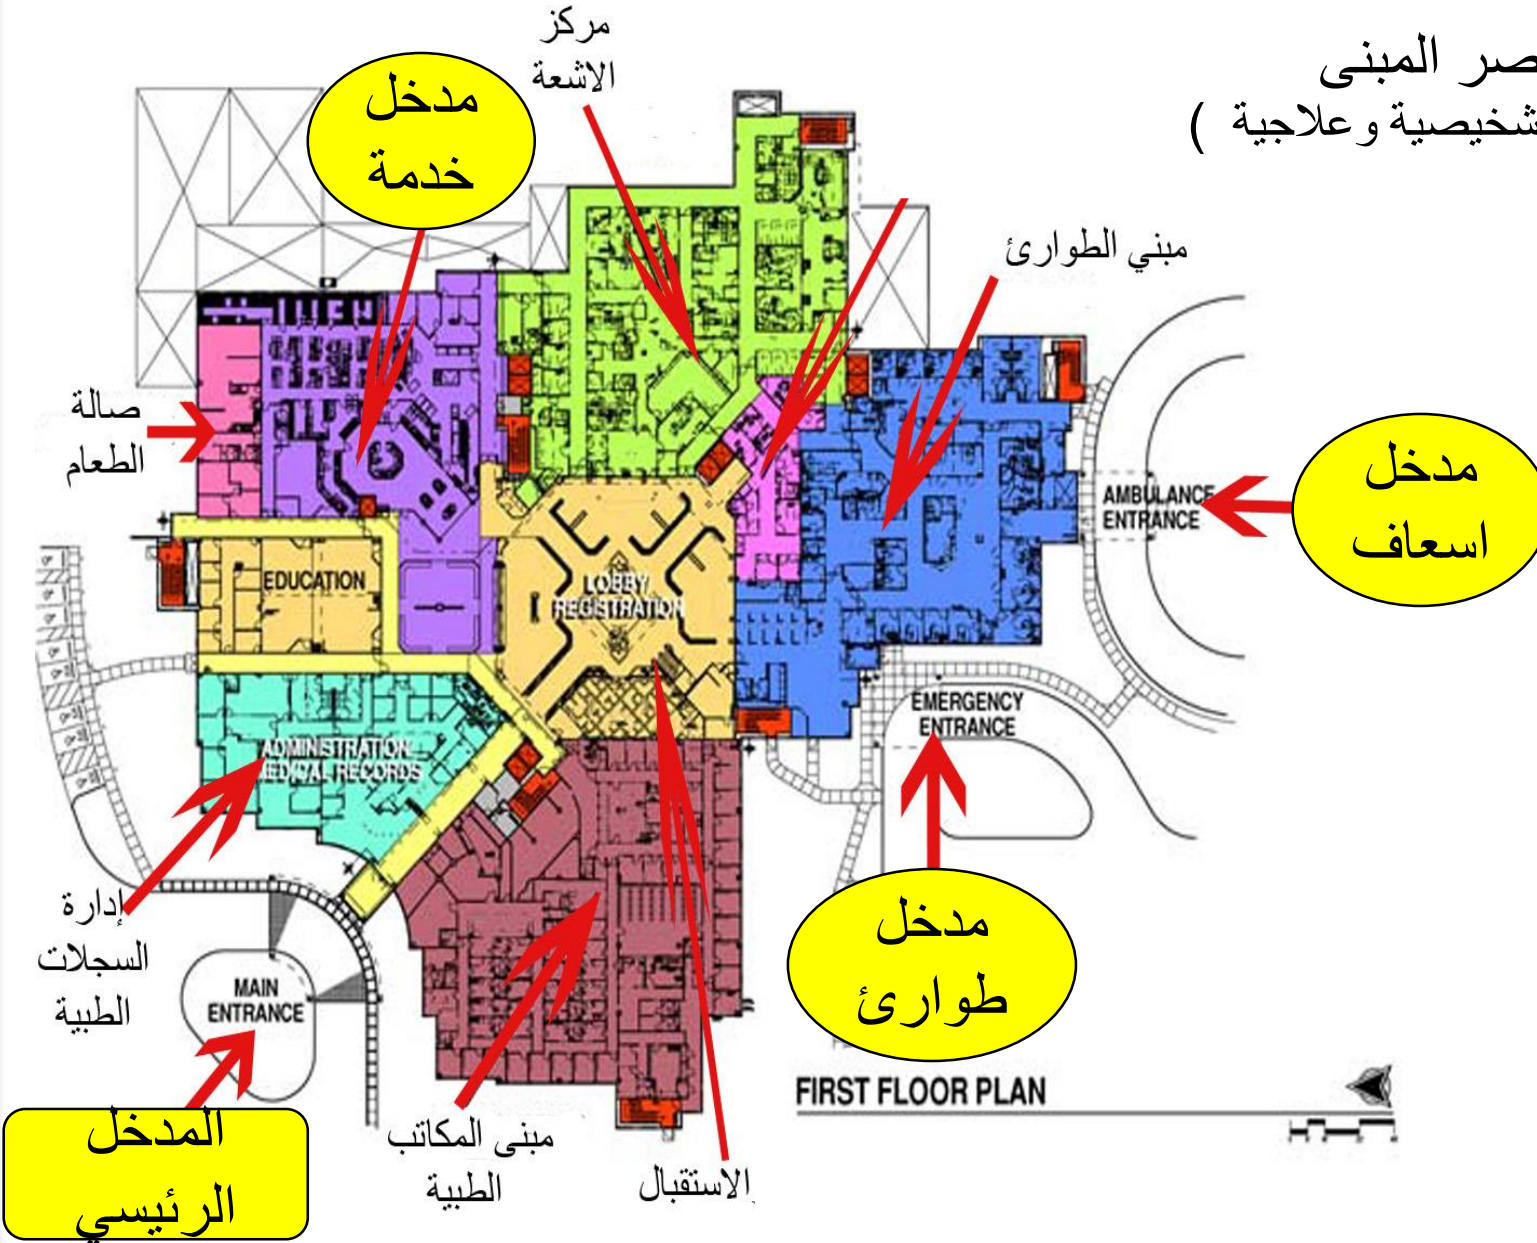 صر المبنى
شخيصية وعلاجية )
مركز
الاشعة
مدخل
خدمة
مبني الطوارئ
صالة
الطعام
مدخل
اسعاف
AMBULANCE
ENTRANCE
EDUCATION
LOBBY
REGISTRATION
EMERGENCY
ENTRANCE
ADMINISTRATION
MEDICAL RECORDS
إدارة
السجلات
الطبية
مدخل
طوارئ
MAIN
ENTRANCE
FIRST FLOOR PLAN
المدخل
الرئيسي
مبنى المكاتب
الطبية
الاستقبال